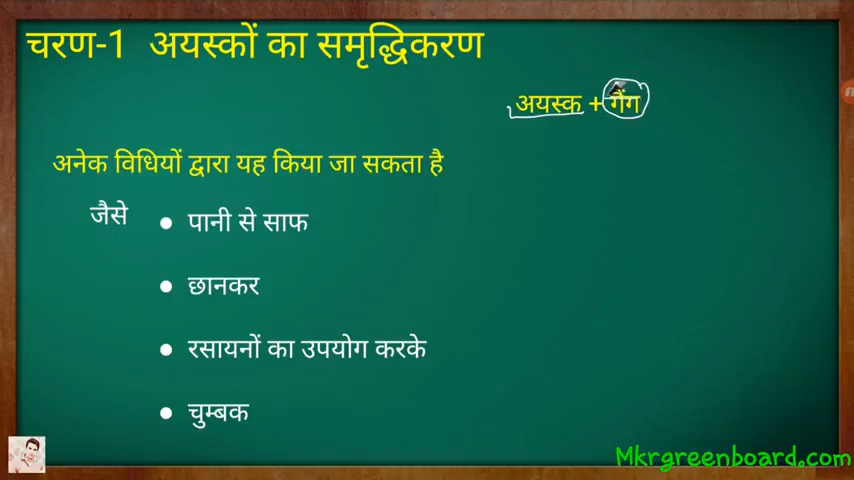 चरण-1 अयस्कों का समृद्धिकरण
अयस्क + गैंग
अनेक विधियों द्वारा यह किया जा सकता है
जैसे
• पानी से साफ
• छानकर
• रसायनों का उपयोग करके
• चुम्बक
Mkrgreenboard.com